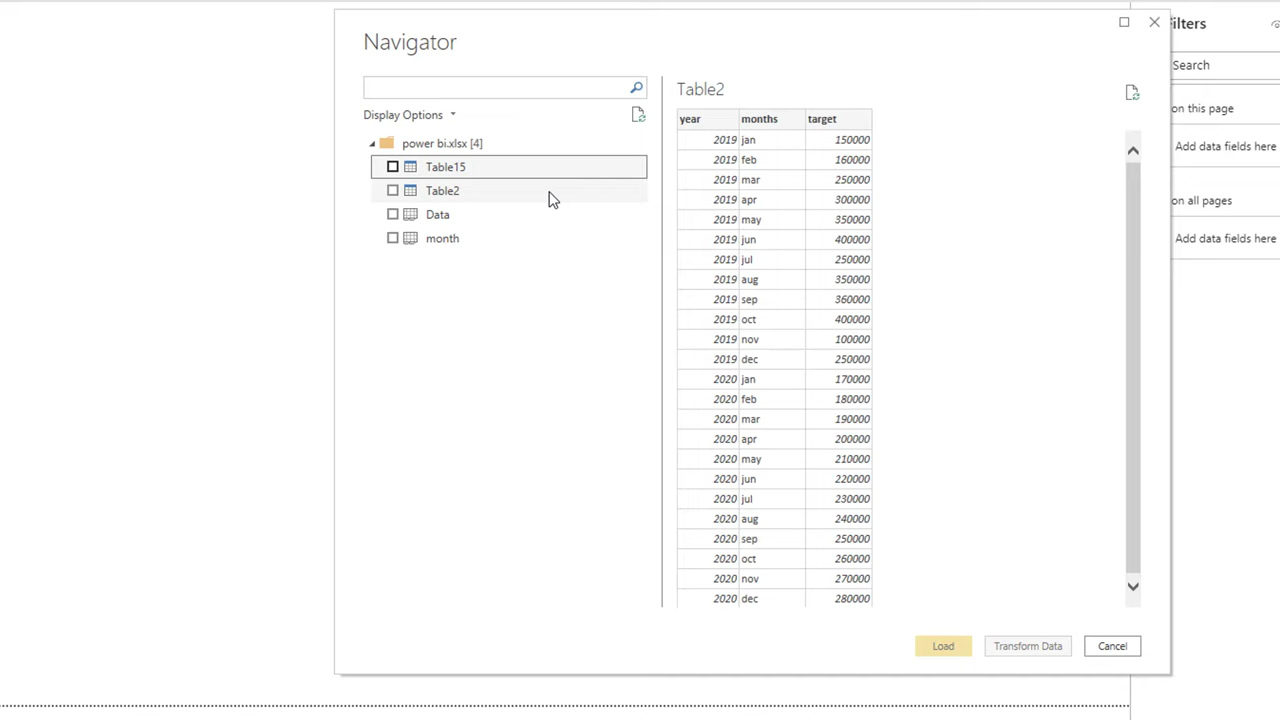 Navigator
Display Options
power bi.xlsx [4]
Table15
Table2
Data
month
Table2
year months target
2019 jan 150000
2019 feb 160000
2019 mar 250000
2019 apr 300000
2019 may 350000
2019 jun 400000
2019 jul 250000
2019 aug 350000
2019 sep 360000
2019 oct 400000
2019 nov 100000
2019 dec 250000
2020 jan 170000
2020 feb 180000
2020 mar 190000
2020 apr 200000
2020 may 210000
2020 jun 220000
2020 jul 230000
2020 aug 240000
2020 sep 250000
2020 oct 260000
2020 nov 270000
2020 dec 280000
Load Transform Data Cancel
ilters
Search
on this page
Add data fields here
on all pages
Add data fields here